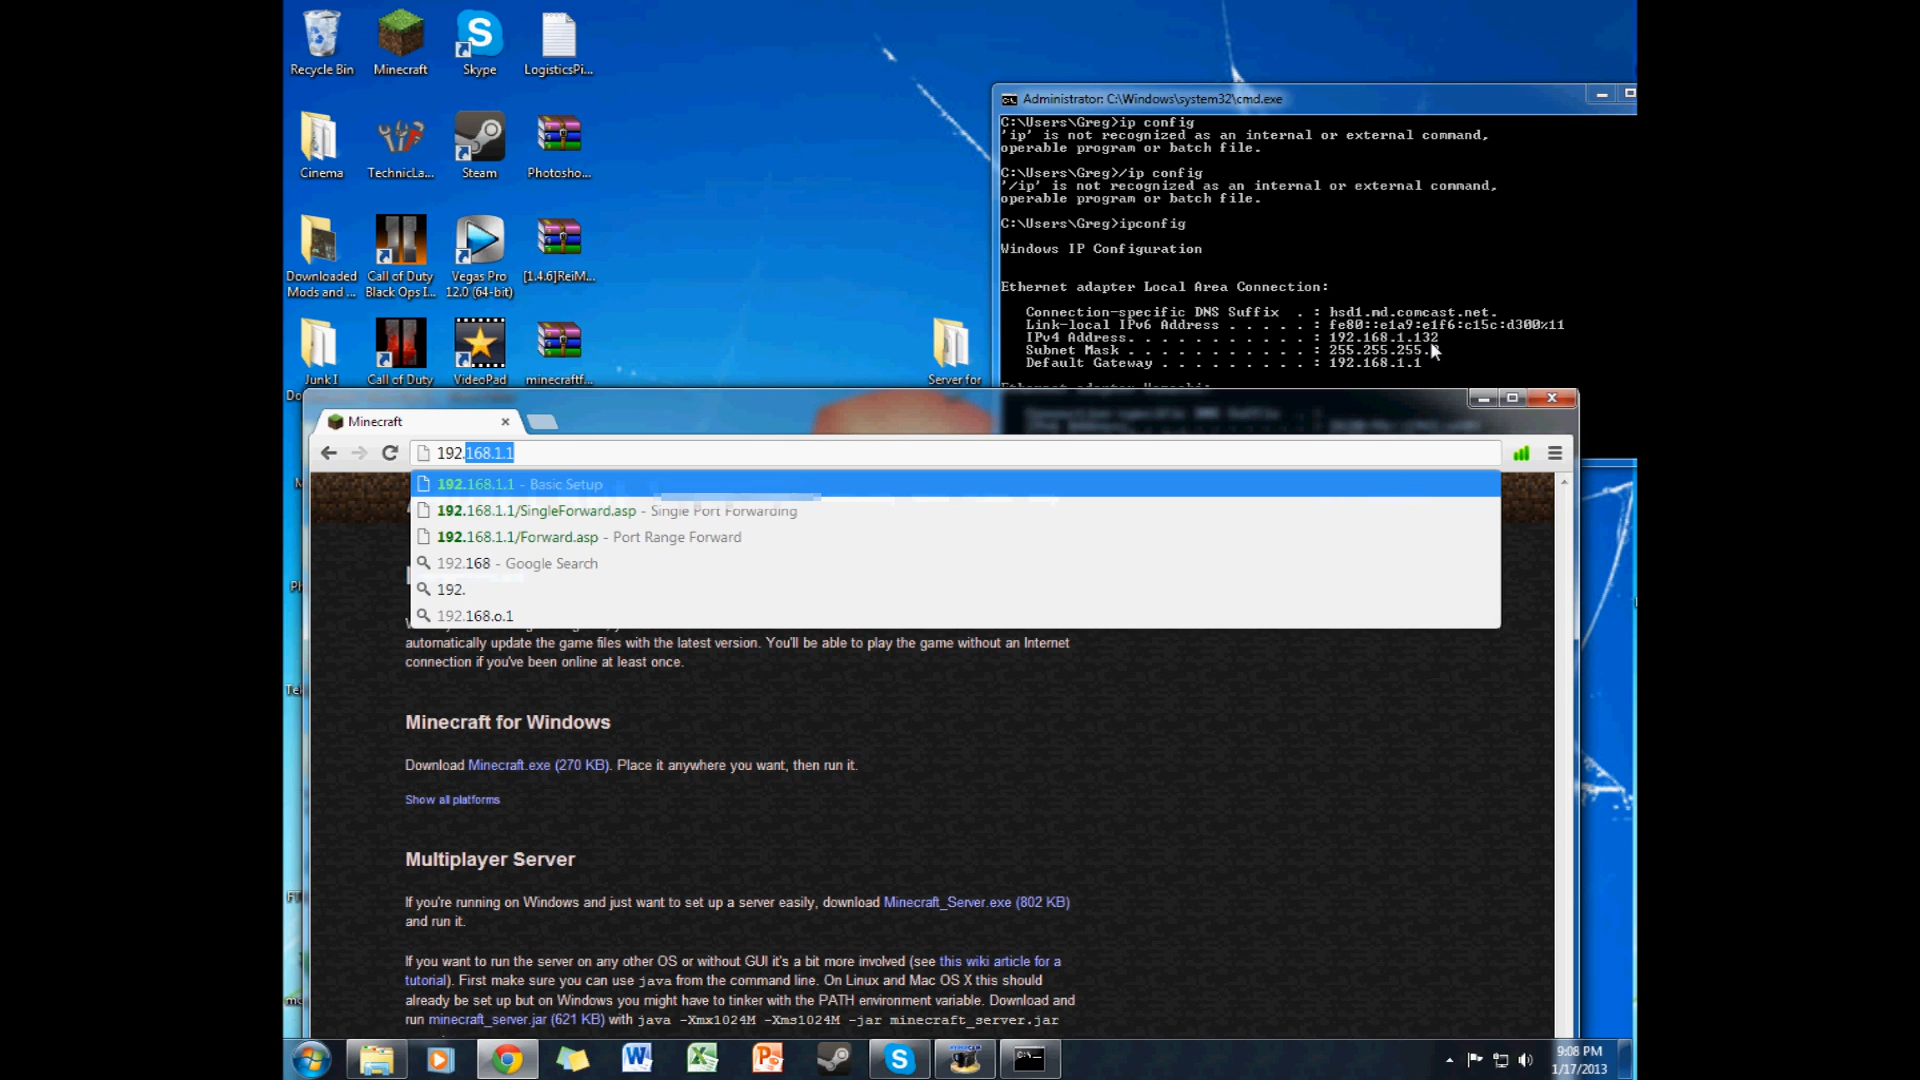 Recycle Bin
Minecraft
Skype
LogisticsPi...
Cinema
TechnicLa...
Steam
Photosho...
Downloaded
Mods and ...
Call of Duty
Black Ops I...
Vegas Pro
12.0 (64-bit)
[1.4.6]ReiM...
Junk I
Call of Duty
VideoPad
minecraftf...
Server for
Administrator: C:\Windows\system32\cmd.exe
C:\Users\Greg>ip config
'ip' is not recognized as an internal or external command,
operable program or batch file.
C:\Users\Greg>/ip config
'/ip' is not recognized as an internal or external command,
operable program or batch file.
C:\Users\Greg>ipconfig
Windows IP Configuration
Ethernet adapter Local Area Connection:
Connection-specific DNS Suffix . : hsd1.md.comcast.net.
Link-local IPv6 Address . . . . . : fe80::e1a9:e1f6:c15c:d300%11
IPv4 Address. . . . . . . . . . . : 192.168.1.132
Subnet Mask . . . . . . . . . . . : 255.255.255.
Default Gateway . . . . . . . . . : 192.168.1.1
Minecraft
192.168.1.1
192.168.1.1 - Basic Setup
192.168.1.1/SingleForward.asp - Single Port Forwarding
192.168.1.1/Forward.asp - Port Range Forward
192.168 - Google Search
192.
192.168.o.1
automatically update the game files with the latest version. You'll be able to play the game without an Internet
connection if you've been online at least once.
Minecraft for Windows
Download Minecraft.exe (270 KB). Place it anywhere you want, then run it.
Show all platforms
Multiplayer Server
If you're running on Windows and just want to set up a server easily, download Minecraft_Server.exe (802 KB)
and run it.
If you want to run the server on any other OS or without GUI it's a bit more involved (see this wiki article for a
tutorial). First make sure you can use java from the command line. On Linux and Mac OS X this should
already be set up but on Windows you might have to tinker with the PATH environment variable. Download and
run minecraft_server.jar (621 KB) with java -Xmx1024M -Xms1024M -jar minecraft_server.jar
9:08 PM
1/17/2013